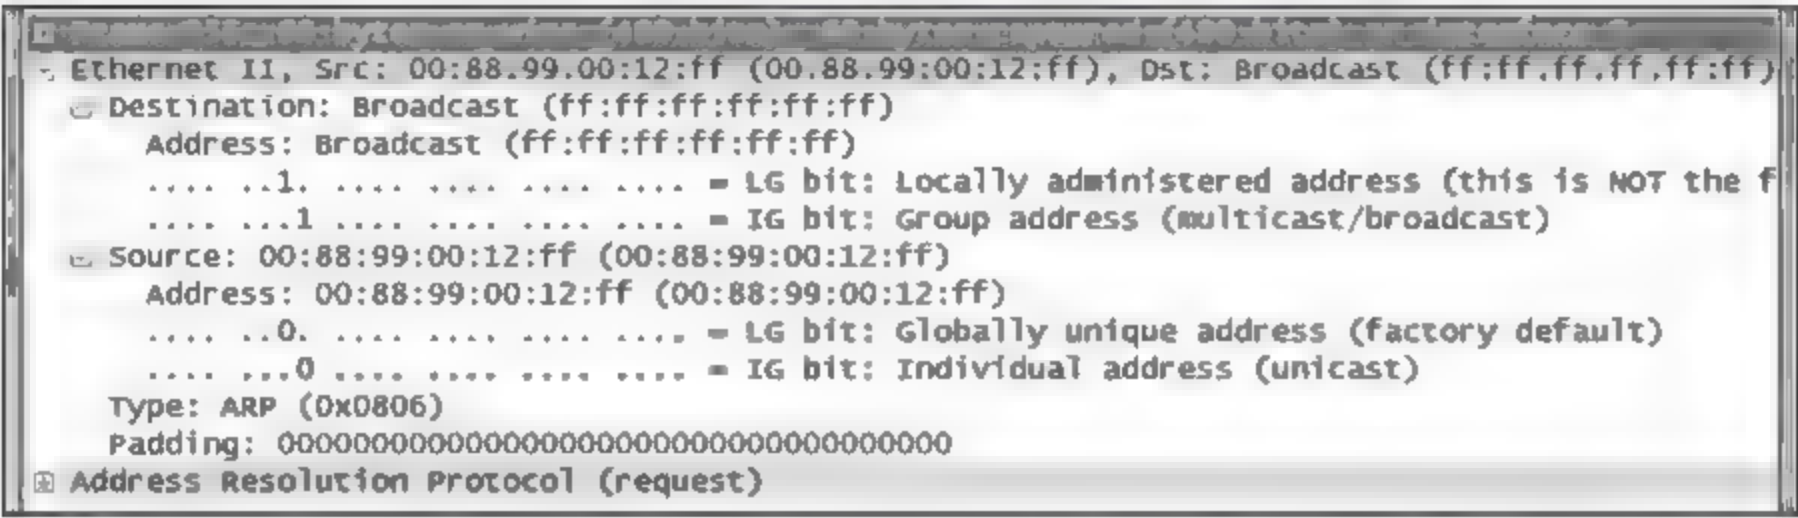 Ethernet II, Src: 00:88:99:00:12:ff (00:88:99:00:12:ff), Dst: Broadcast (ff:ff:ff:ff:ff:ff)
Destination: Broadcast (ff:ff:ff:ff:ff:ff)
Address: Broadcast (ff:ff:ff:ff:ff:ff)
.... ..1. .... .... .... .... = LG bit: Locally administered address (this is NOT the f
.... ...1 .... .... .... .... = IG bit: Group address (multicast/broadcast)
Source: 00:88:99:00:12:ff (00:88:99:00:12:ff)
Address: 00:88:99:00:12:ff (00:88:99:00:12:ff)
.... ..0. .... .... .... .... = LG bit: Globally unique address (factory default)
.... ...0 .... .... .... .... = IG bit: Individual address (unicast)
Type: ARP (0x0806)
Padding: 000000000000000000000000000000000000
Address Resolution Protocol (request)